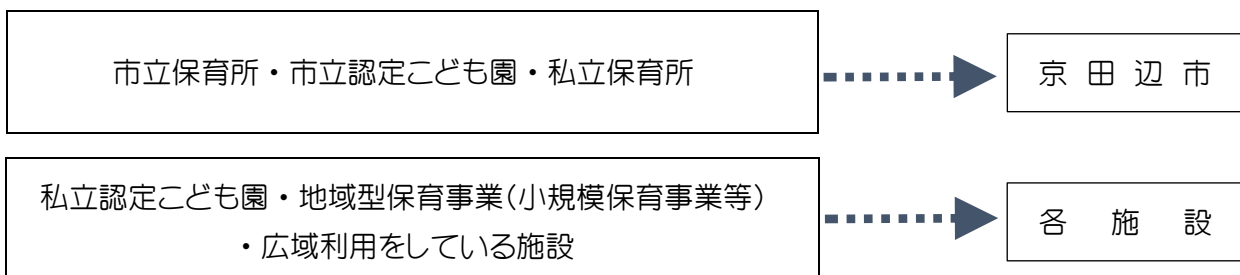 市立保育所・市立認定こども園・私立保育所
京田辺市
私立認定こども園・地域型保育事業(小規模保育事業等)
・広域利用をしている施設
各施設